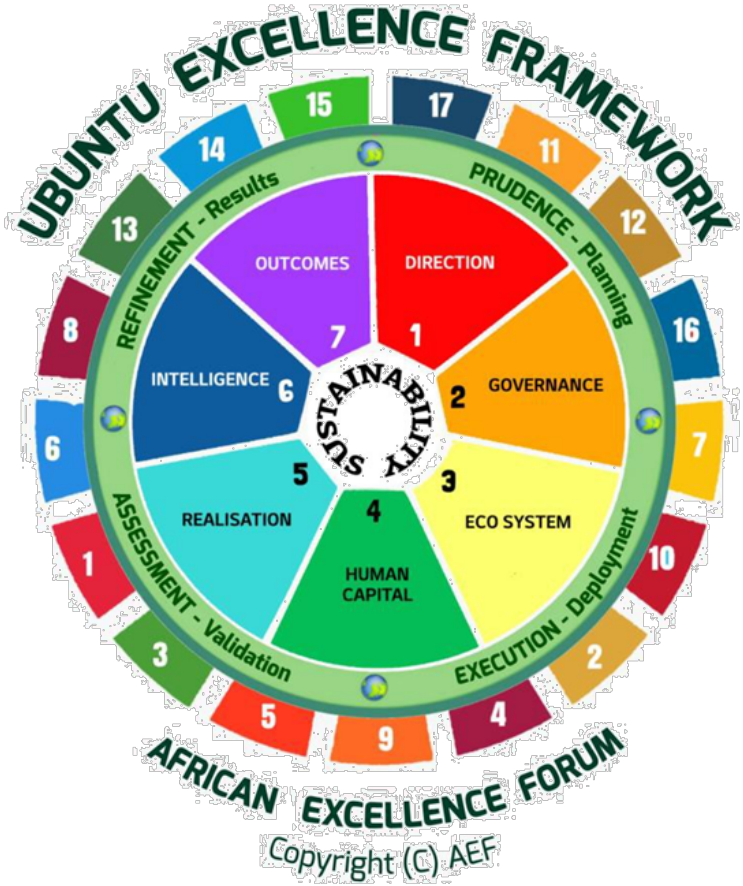 UBUNTU EXCELLENCE FRAMEWORK
15
17
14
11
13
12
8
16
6
7
1
10
3
2
5
9
4
REFINEMENT - Results
PRUDENCE - Planning
ASSESSMENT - Validation
EXECUTION - Deployment
OUTCOMES
7
DIRECTION
1
INTELLIGENCE 6
2 GOVERNANCE
5
REALISATION
3
ECO SYSTEM
4
HUMAN
CAPITAL
SUSTAINABILITY
AFRICAN EXCELLENCE FORUM
Copyright (C) AEF